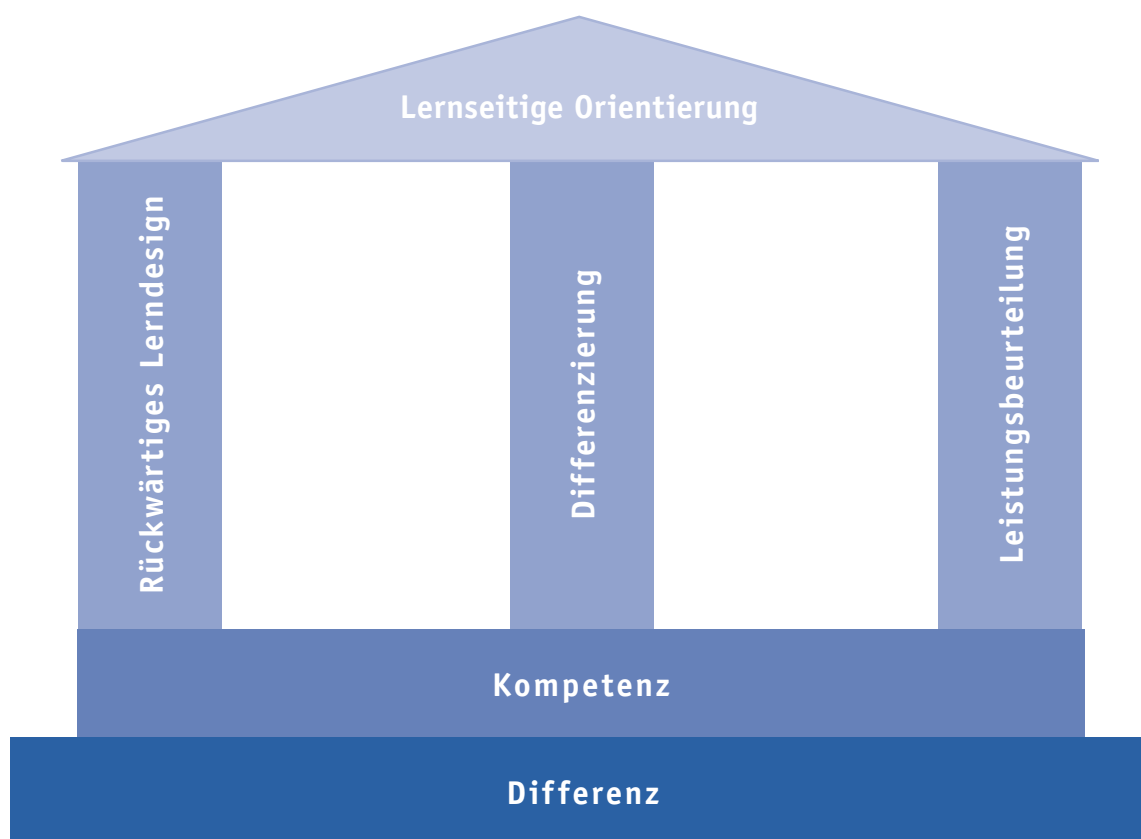 Lernseitige Orientierung
Rückwärtiges Lerndesign
Differenzierung
Leistungsbeurteilung
Kompetenz
Differenz